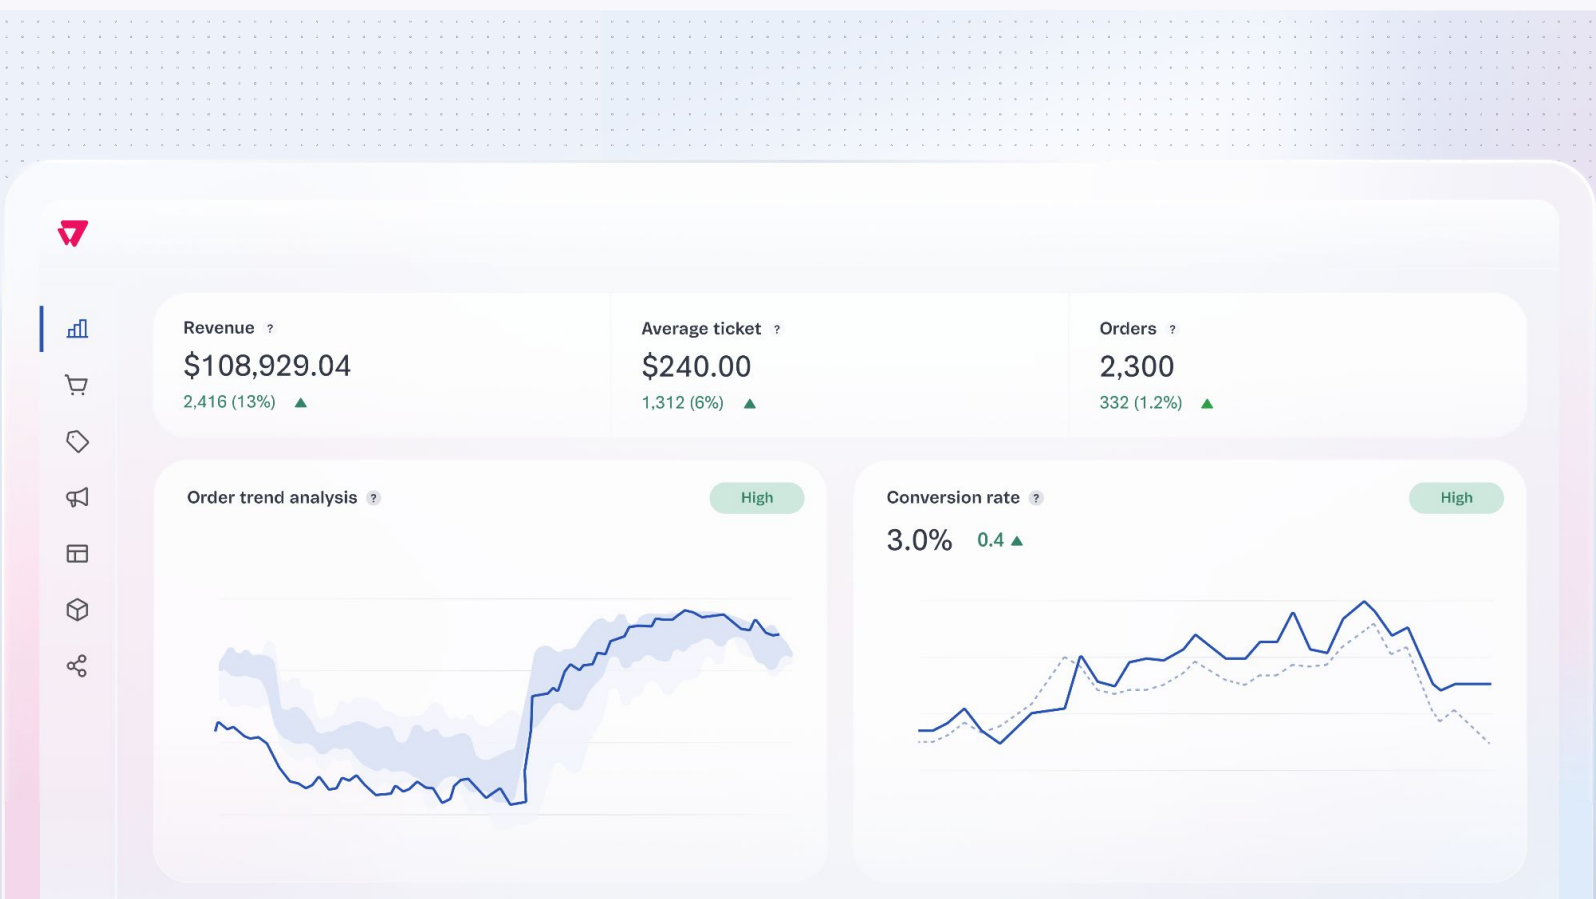 Revenue ?
$108,929.04
2,416 (13%)
Average ticket ?
$240.00
1,312 (6%)
Orders ?
2,300
332 (1.2%)
Order trend analysis ?
High
Conversion rate ?
High
3.0% 0.4